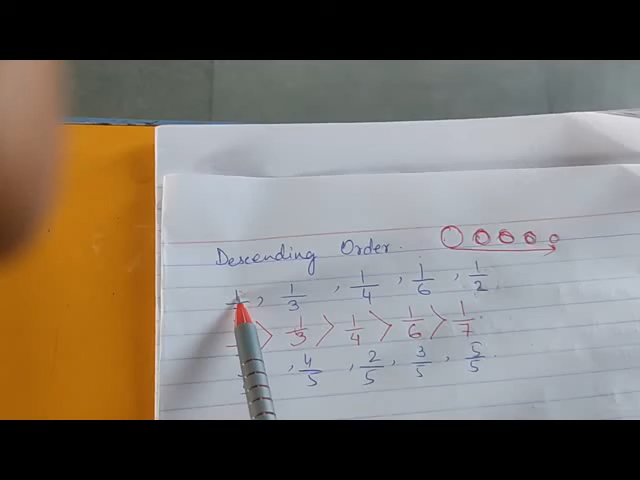 Descending Order.
1, 1/3, 1/4, 1/6, 1/2
> 1/3 > 1/4 > 1/6 > 1/7.
, 4/5, 2/5, 3/5, 5/5.